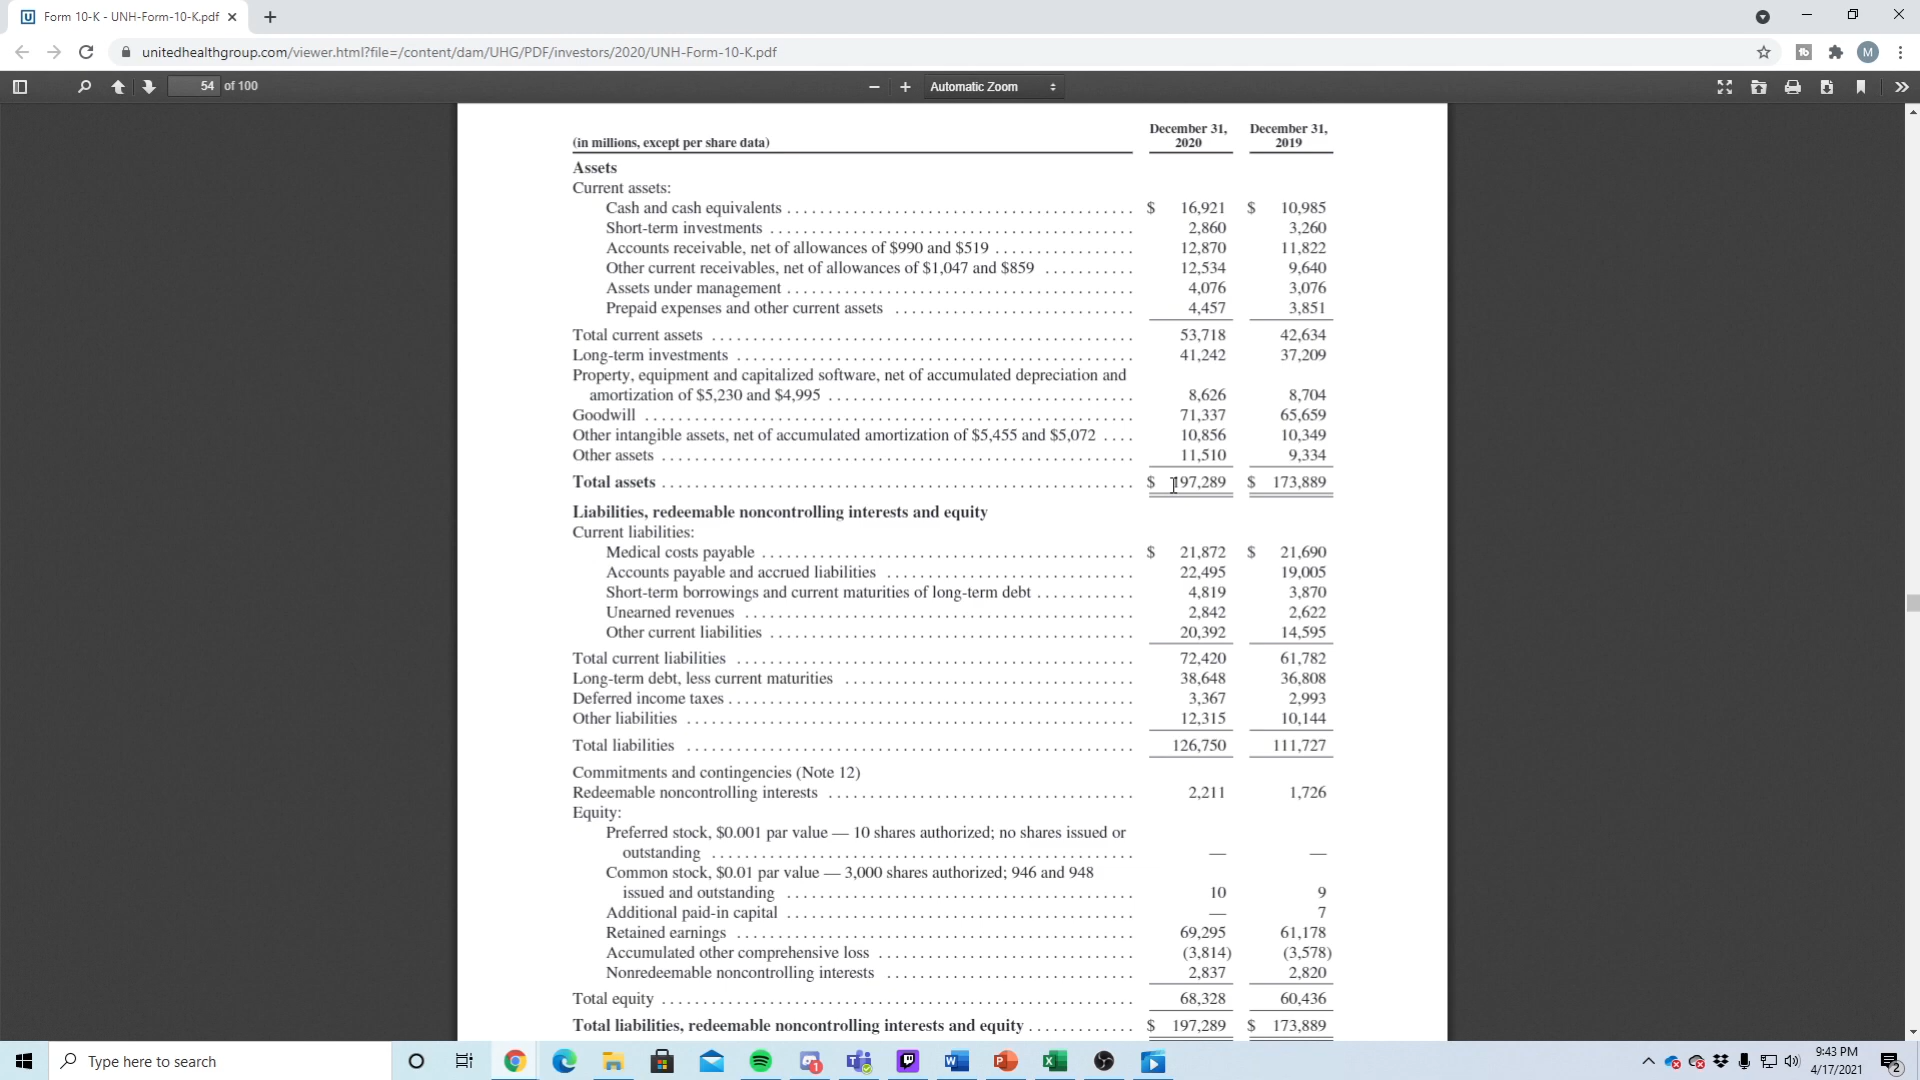 Form 10-K - UNH-Form-10-K.pdf
unitedhealthgroup.com/viewer.html?file=/content/dam/UHG/PDF/investors/2020/UNH-Form-10-K.pdf
M
54 of 100
Automatic Zoom
(in millions, except per share data) December 31, 2020 December 31, 2019
Assets
Current assets:
Cash and cash equivalents $ 16,921 $ 10,985
Short-term investments 2,860 3,260
Accounts receivable, net of allowances of $990 and $519 12,870 11,822
Other current receivables, net of allowances of $1,047 and $859 12,534 9,640
Assets under management 4,076 3,076
Prepaid expenses and other current assets 4,457 3,851
Total current assets 53,718 42,634
Long-term investments 41,242 37,209
Property, equipment and capitalized software, net of accumulated depreciation and
amortization of $5,230 and $4,995 8,626 8,704
Goodwill 71,337 65,659
Other intangible assets, net of accumulated amortization of $5,455 and $5,072 10,856 10,349
Other assets 11,510 9,334
Total assets $ 197,289 $ 173,889
Liabilities, redeemable noncontrolling interests and equity
Current liabilities:
Medical costs payable $ 21,872 $ 21,690
Accounts payable and accrued liabilities 22,495 19,005
Short-term borrowings and current maturities of long-term debt 4,819 3,870
Unearned revenues 2,842 2,622
Other current liabilities 20,392 14,595
Total current liabilities 72,420 61,782
Long-term debt, less current maturities 38,648 36,808
Deferred income taxes 3,367 2,993
Other liabilities 12,315 10,144
Total liabilities 126,750 111,727
Commitments and contingencies (Note 12)
Redeemable noncontrolling interests 2,211 1,726
Equity:
Preferred stock, $0.001 par value — 10 shares authorized; no shares issued or
outstanding — —
Common stock, $0.01 par value — 3,000 shares authorized; 946 and 948
issued and outstanding 10 9
Additional paid-in capital — 7
Retained earnings 69,295 61,178
Accumulated other comprehensive loss (3,814) (3,578)
Nonredeemable noncontrolling interests 2,837 2,820
Total equity 68,328 60,436
Total liabilities, redeemable noncontrolling interests and equity $ 197,289 $ 173,889
Type here to search
9:43 PM
4/17/2021
2